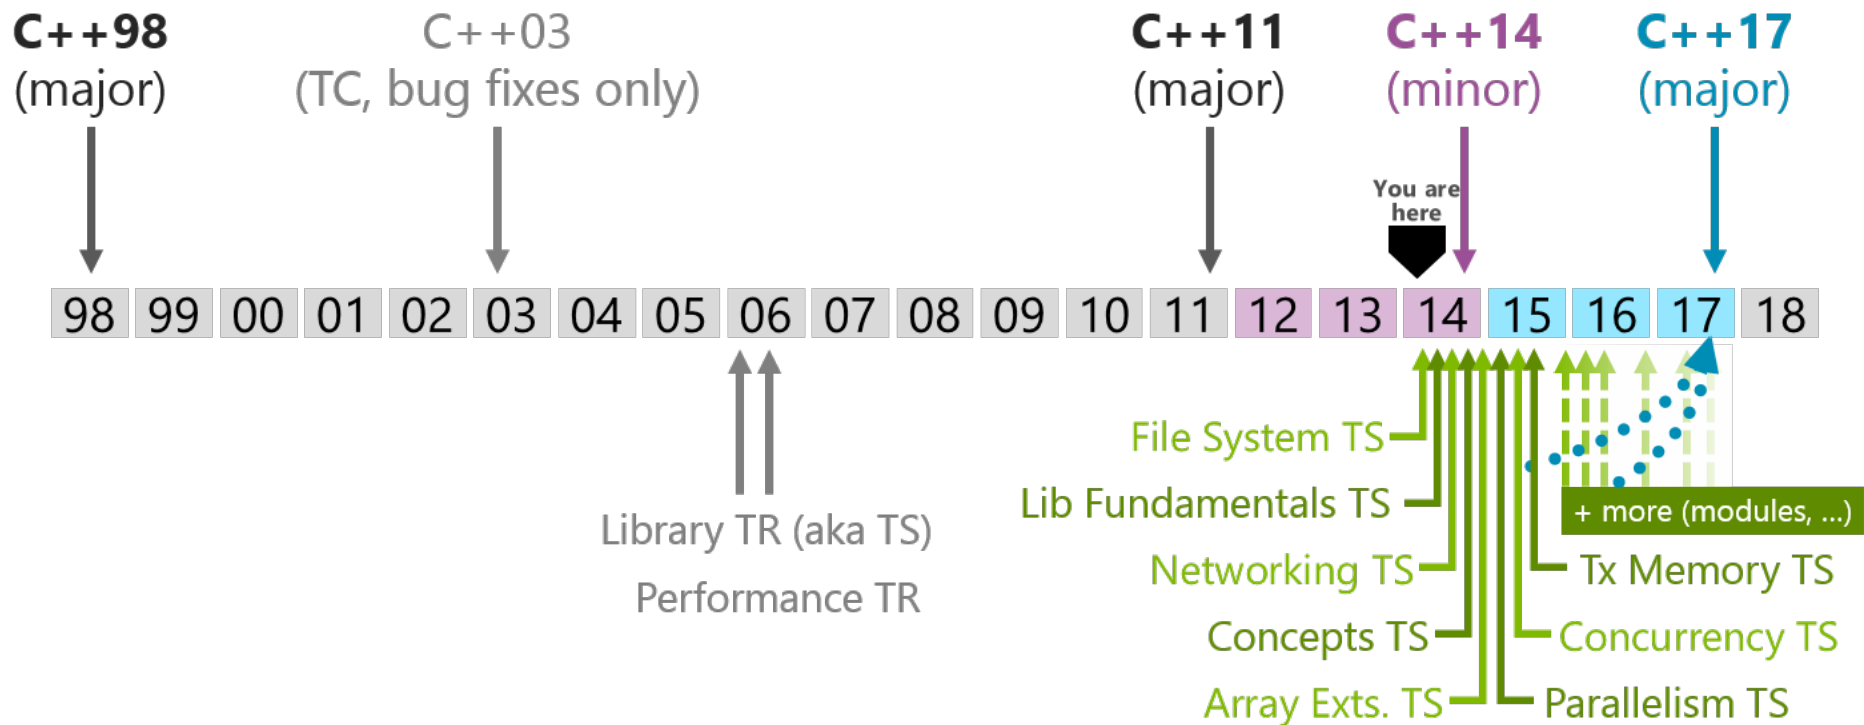 C++98
(major)
C++03
(TC, bug fixes only)
C++11
(major)
C++14
(minor)
C++17
(major)
You are
here
98 99 00 01 02 03 04 05 06 07 08 09 10 11 12 13 14 15 16 17 18
Library TR (aka TS)
Performance TR
File System TS
Lib Fundamentals TS
Networking TS
Concepts TS
Array Exts. TS
+ more (modules, ...)
Tx Memory TS
Concurrency TS
Parallelism TS